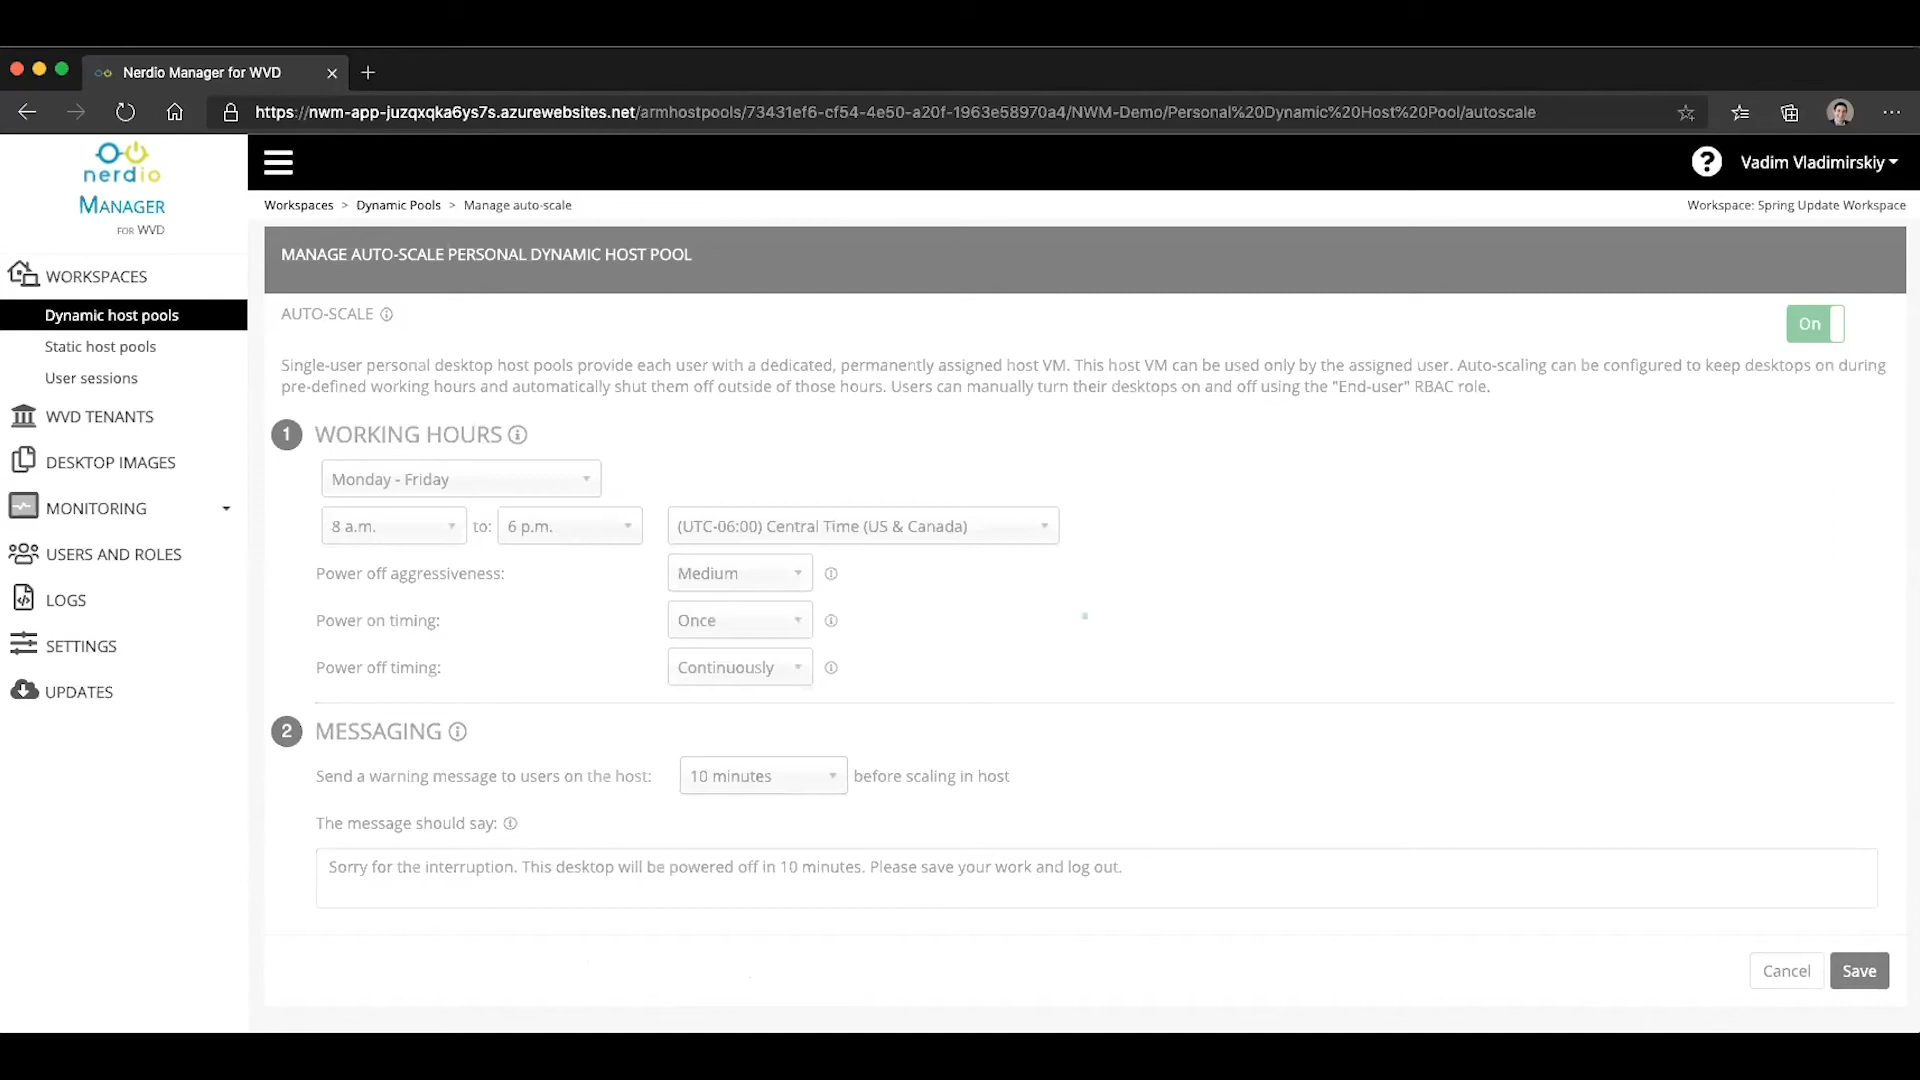 Nerdio Manager for WVD
https://nwm-app-juzqxqka6ys7s.azurewebsites.net/armhostpools/73431ef6-cf54-4e50-a20f-1963e58970a4/NWM-Demo/Personal%20Dynamic%20Host%20Pool/autoscale
nerdio
MANAGER
FOR WVD
Vadim Vladimirskiy
Workspaces > Dynamic Pools > Manage auto-scale
Workspace: Spring Update Workspace
WORKSPACES
Dynamic host pools
Static host pools
User sessions
WVD TENANTS
DESKTOP IMAGES
MONITORING
USERS AND ROLES
LOGS
SETTINGS
UPDATES
MANAGE AUTO-SCALE PERSONAL DYNAMIC HOST POOL
AUTO-SCALE
On
Single-user personal desktop host pools provide each user with a dedicated, permanently assigned host VM. This host VM can be used only by the assigned user. Auto-scaling can be configured to keep desktops on during
pre-defined working hours and automatically shut them off outside of those hours. Users can manually turn their desktops on and off using the "End-user" RBAC role.
1 WORKING HOURS
Monday - Friday
8 a.m. to: 6 p.m. (UTC-06:00) Central Time (US & Canada)
Power off aggressiveness: Medium
Power on timing: Once
Power off timing: Continuously
2 MESSAGING
Send a warning message to users on the host: 10 minutes before scaling in host
The message should say:
Sorry for the interruption. This desktop will be powered off in 10 minutes. Please save your work and log out.
Cancel Save